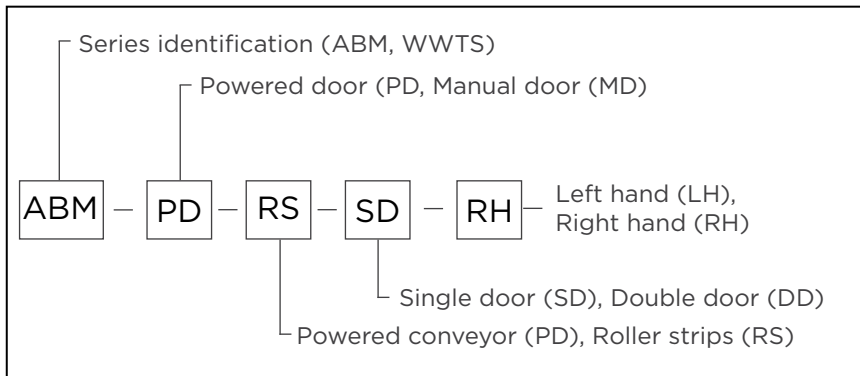 Series identification (ABM, WWTS)
Powered door (PD, Manual door (MD)
ABM – PD – RS – SD – RH – Left hand (LH),
Right hand (RH)
Single door (SD), Double door (DD)
Powered conveyor (PD), Roller strips (RS)